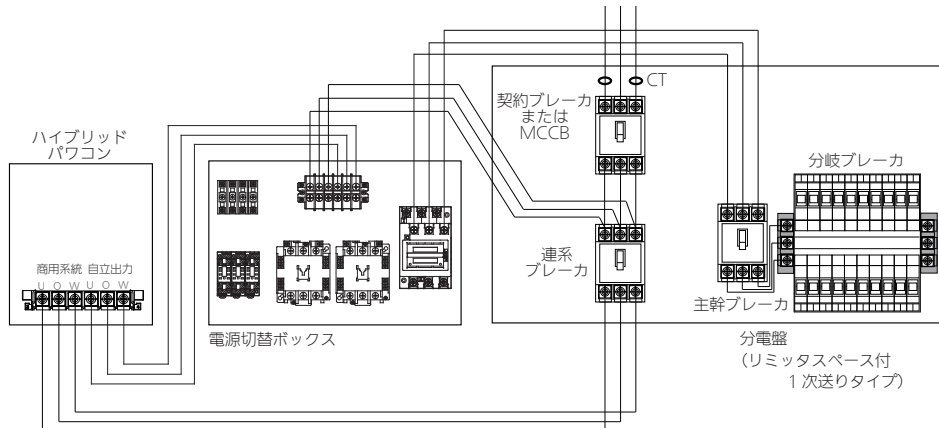 CT
契約ブレーカ
または
MCCB
ハイブリッド
パワコン
分岐ブレーカ
商用系統 自立出力
U O W U O W
連系
ブレーカ
主幹ブレーカ
電源切替ボックス
分電盤
(リミッタスペース付
1次送りタイプ)